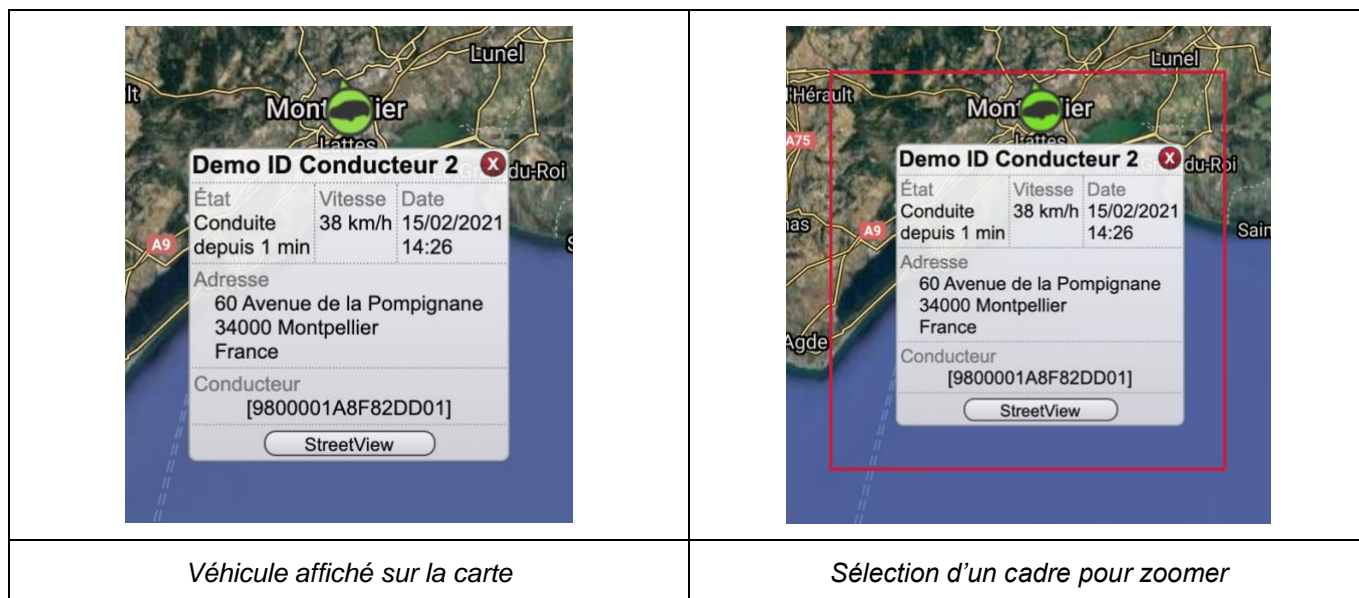 Lunel
Montpellier
Lattes
Demo ID Conducteur 2 X
du-Roi
État Vitesse Date
Conduite 38 km/h 15/02/2021
depuis 1 min 14:26
A9
Adresse
60 Avenue de la Pompignane
34000 Montpellier
France
Conducteur
[9800001A8F82DD01]
StreetView
Véhicule affiché sur la carte
Lunel
l'Hérault
Montpellier
A75
Lattes
Demo ID Conducteur 2 X
du-Roi
État Vitesse Date
Conduite 38 km/h 15/02/2021
depuis 1 min 14:26
nas
A9
Sain
Adresse
60 Avenue de la Pompignane
34000 Montpellier
France
Agde
Conducteur
[9800001A8F82DD01]
StreetView
Sélection d'un cadre pour zoomer